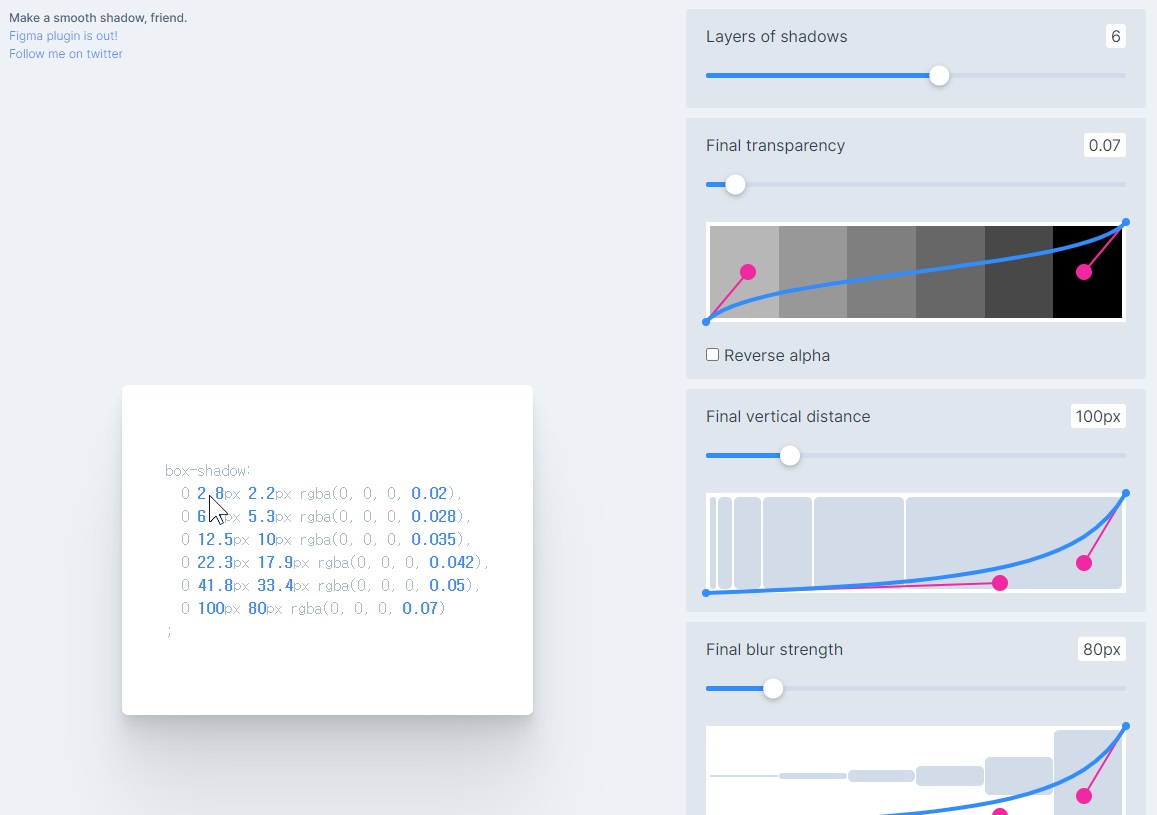 Make a smooth shadow, friend.
Figma plugin is out!
Follow me on twitter
box-shadow:
0 2.8px 2.2px rgba(0, 0, 0, 0.02),
0 6 px 5.3px rgba(0, 0, 0, 0.028),
0 12.5px 10px rgba(0, 0, 0, 0.035),
0 22.3px 17.9px rgba(0, 0, 0, 0.042),
0 41.8px 33.4px rgba(0, 0, 0, 0.05),
0 100px 80px rgba(0, 0, 0, 0.07)
;
Layers of shadows 6
Final transparency 0.07
Reverse alpha
Final vertical distance 100px
Final blur strength 80px